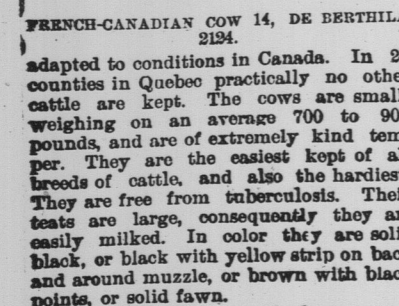 FRENCH-CANADIAN COW 14, DE BERTHIL
2124.
adapted to conditions in Canada. In 2
counties in Quebec practically no othe
cattle are kept. The cows are small
weighing on an average 700 to 90
pounds, and are of extremely kind tem
per. They are the easiest kept of a
breeds of cattle, and also the hardies
They are free from tuberculosis. Thei
teats are large, consequently they ar
easily milked. In color they are soli
black, or black with yellow strip on bac
and around muzzle, or brown with blac
points, or solid fawn.